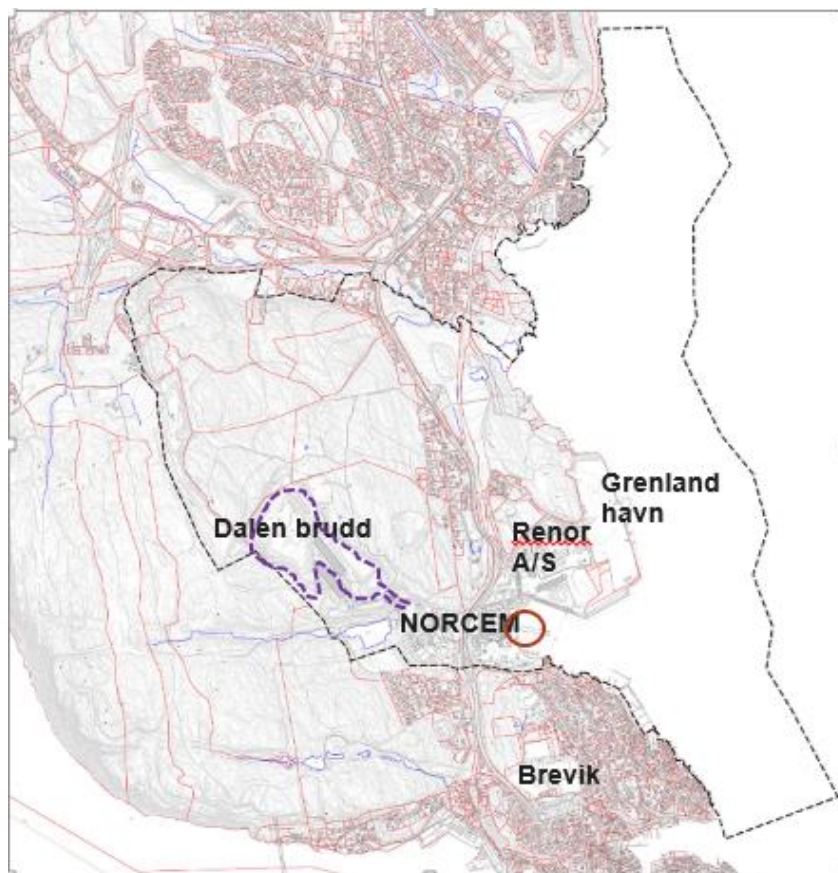 Grenland
havn
Dalen brudd
Renor
A/S
NORCEM
Brevik